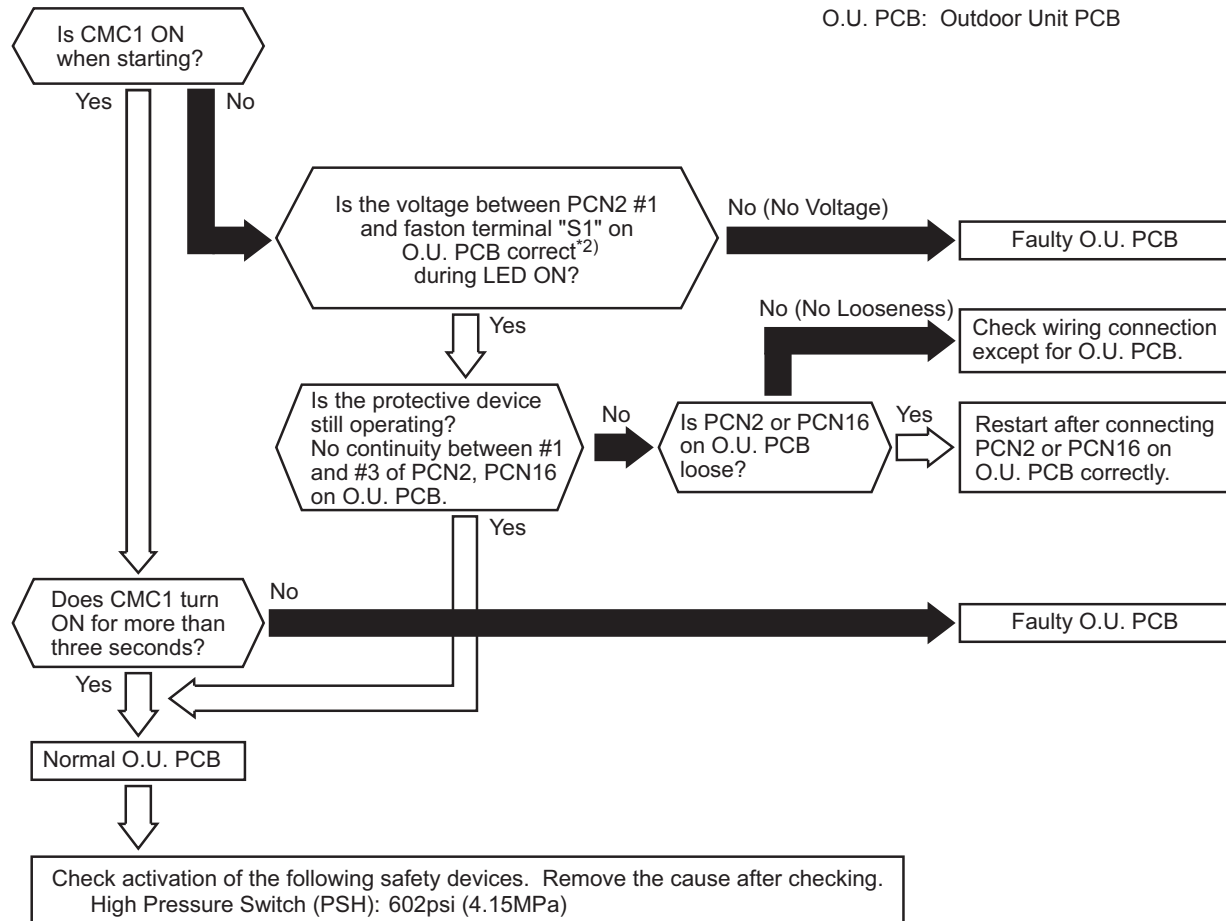 O.U. PCB: Outdoor Unit PCB
Is CMC1 ON
when starting?
Yes
No
Is the voltage between PCN2 #1
and faston terminal "S1" on
O.U. PCB correct*2)
during LED ON?
No (No Voltage)
Faulty O.U. PCB
Yes
No (No Looseness)
Check wiring connection
except for O.U. PCB.
Is the protective device
still operating?
No continuity between #1
and #3 of PCN2, PCN16
on O.U. PCB.
No
Is PCN2 or PCN16
on O.U. PCB
loose?
Yes
Restart after connecting
PCN2 or PCN16 on
O.U. PCB correctly.
Yes
Does CMC1 turn
ON for more than
three seconds?
No
Faulty O.U. PCB
Yes
Normal O.U. PCB
Check activation of the following safety devices. Remove the cause after checking.
High Pressure Switch (PSH): 602psi (4.15MPa)